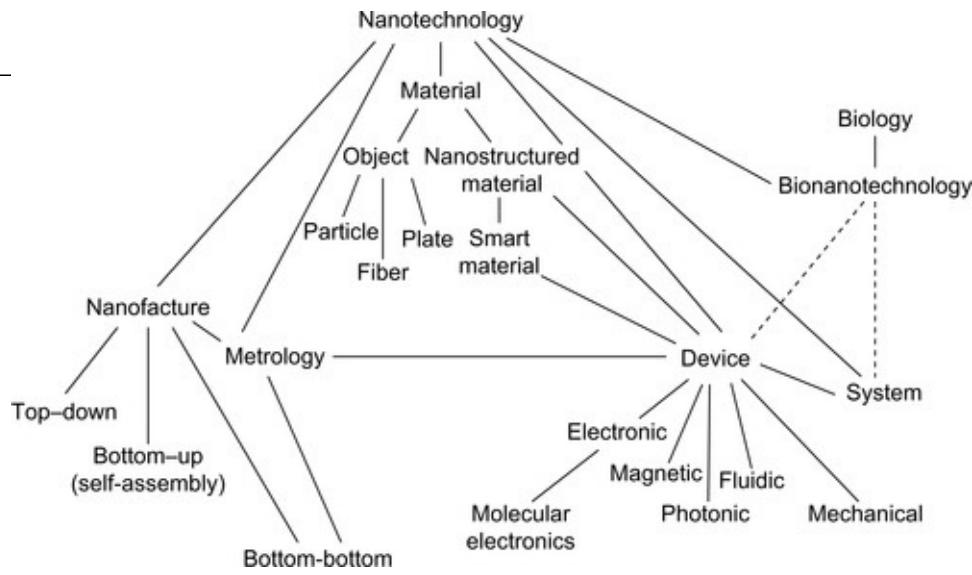 Nanotechnology
Material
Biology
Object
Nanostructured
material
Bionanotechnology
Particle
Plate
Smart
material
Fiber
Nanofacture
Metrology
Device
System
Top–down
Bottom–up
(self-assembly)
Electronic
Magnetic
Fluidic
Molecular
electronics
Photonic
Mechanical
Bottom-bottom